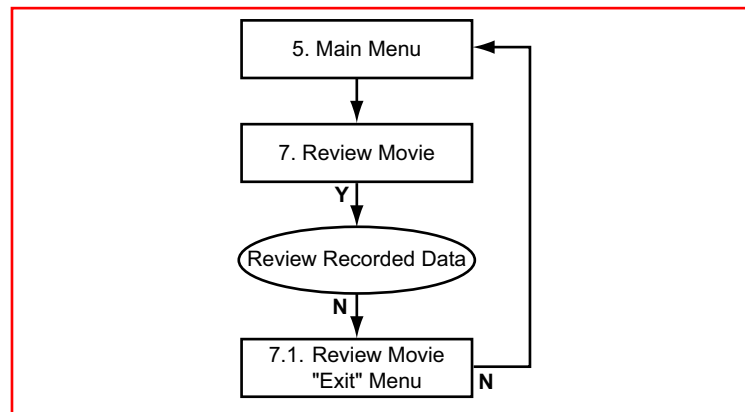 5. Main Menu
7. Review Movie
Y
Review Recorded Data
N
7.1. Review Movie
"Exit" Menu
N